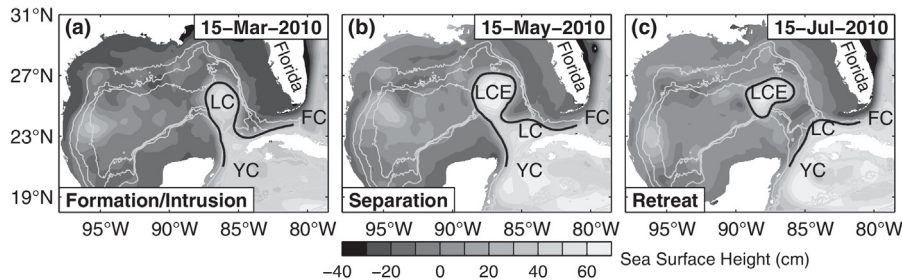 (a) 15-Mar-2010
(b) 15-May-2010
(c) 15-Jul-2010
31°N
27°N
23°N
19°N
Florida
Florida
Florida
LC
FC
YC
LCE
LC
YC
LCE
FC
LC
YC
Formation/Intrusion
Separation
Retreat
95°W 90°W 85°W 80°W
95°W 90°W 85°W
95°W 90°W 85°W 80°W
−40 −20 0 20 40 60
Sea Surface Height (cm)